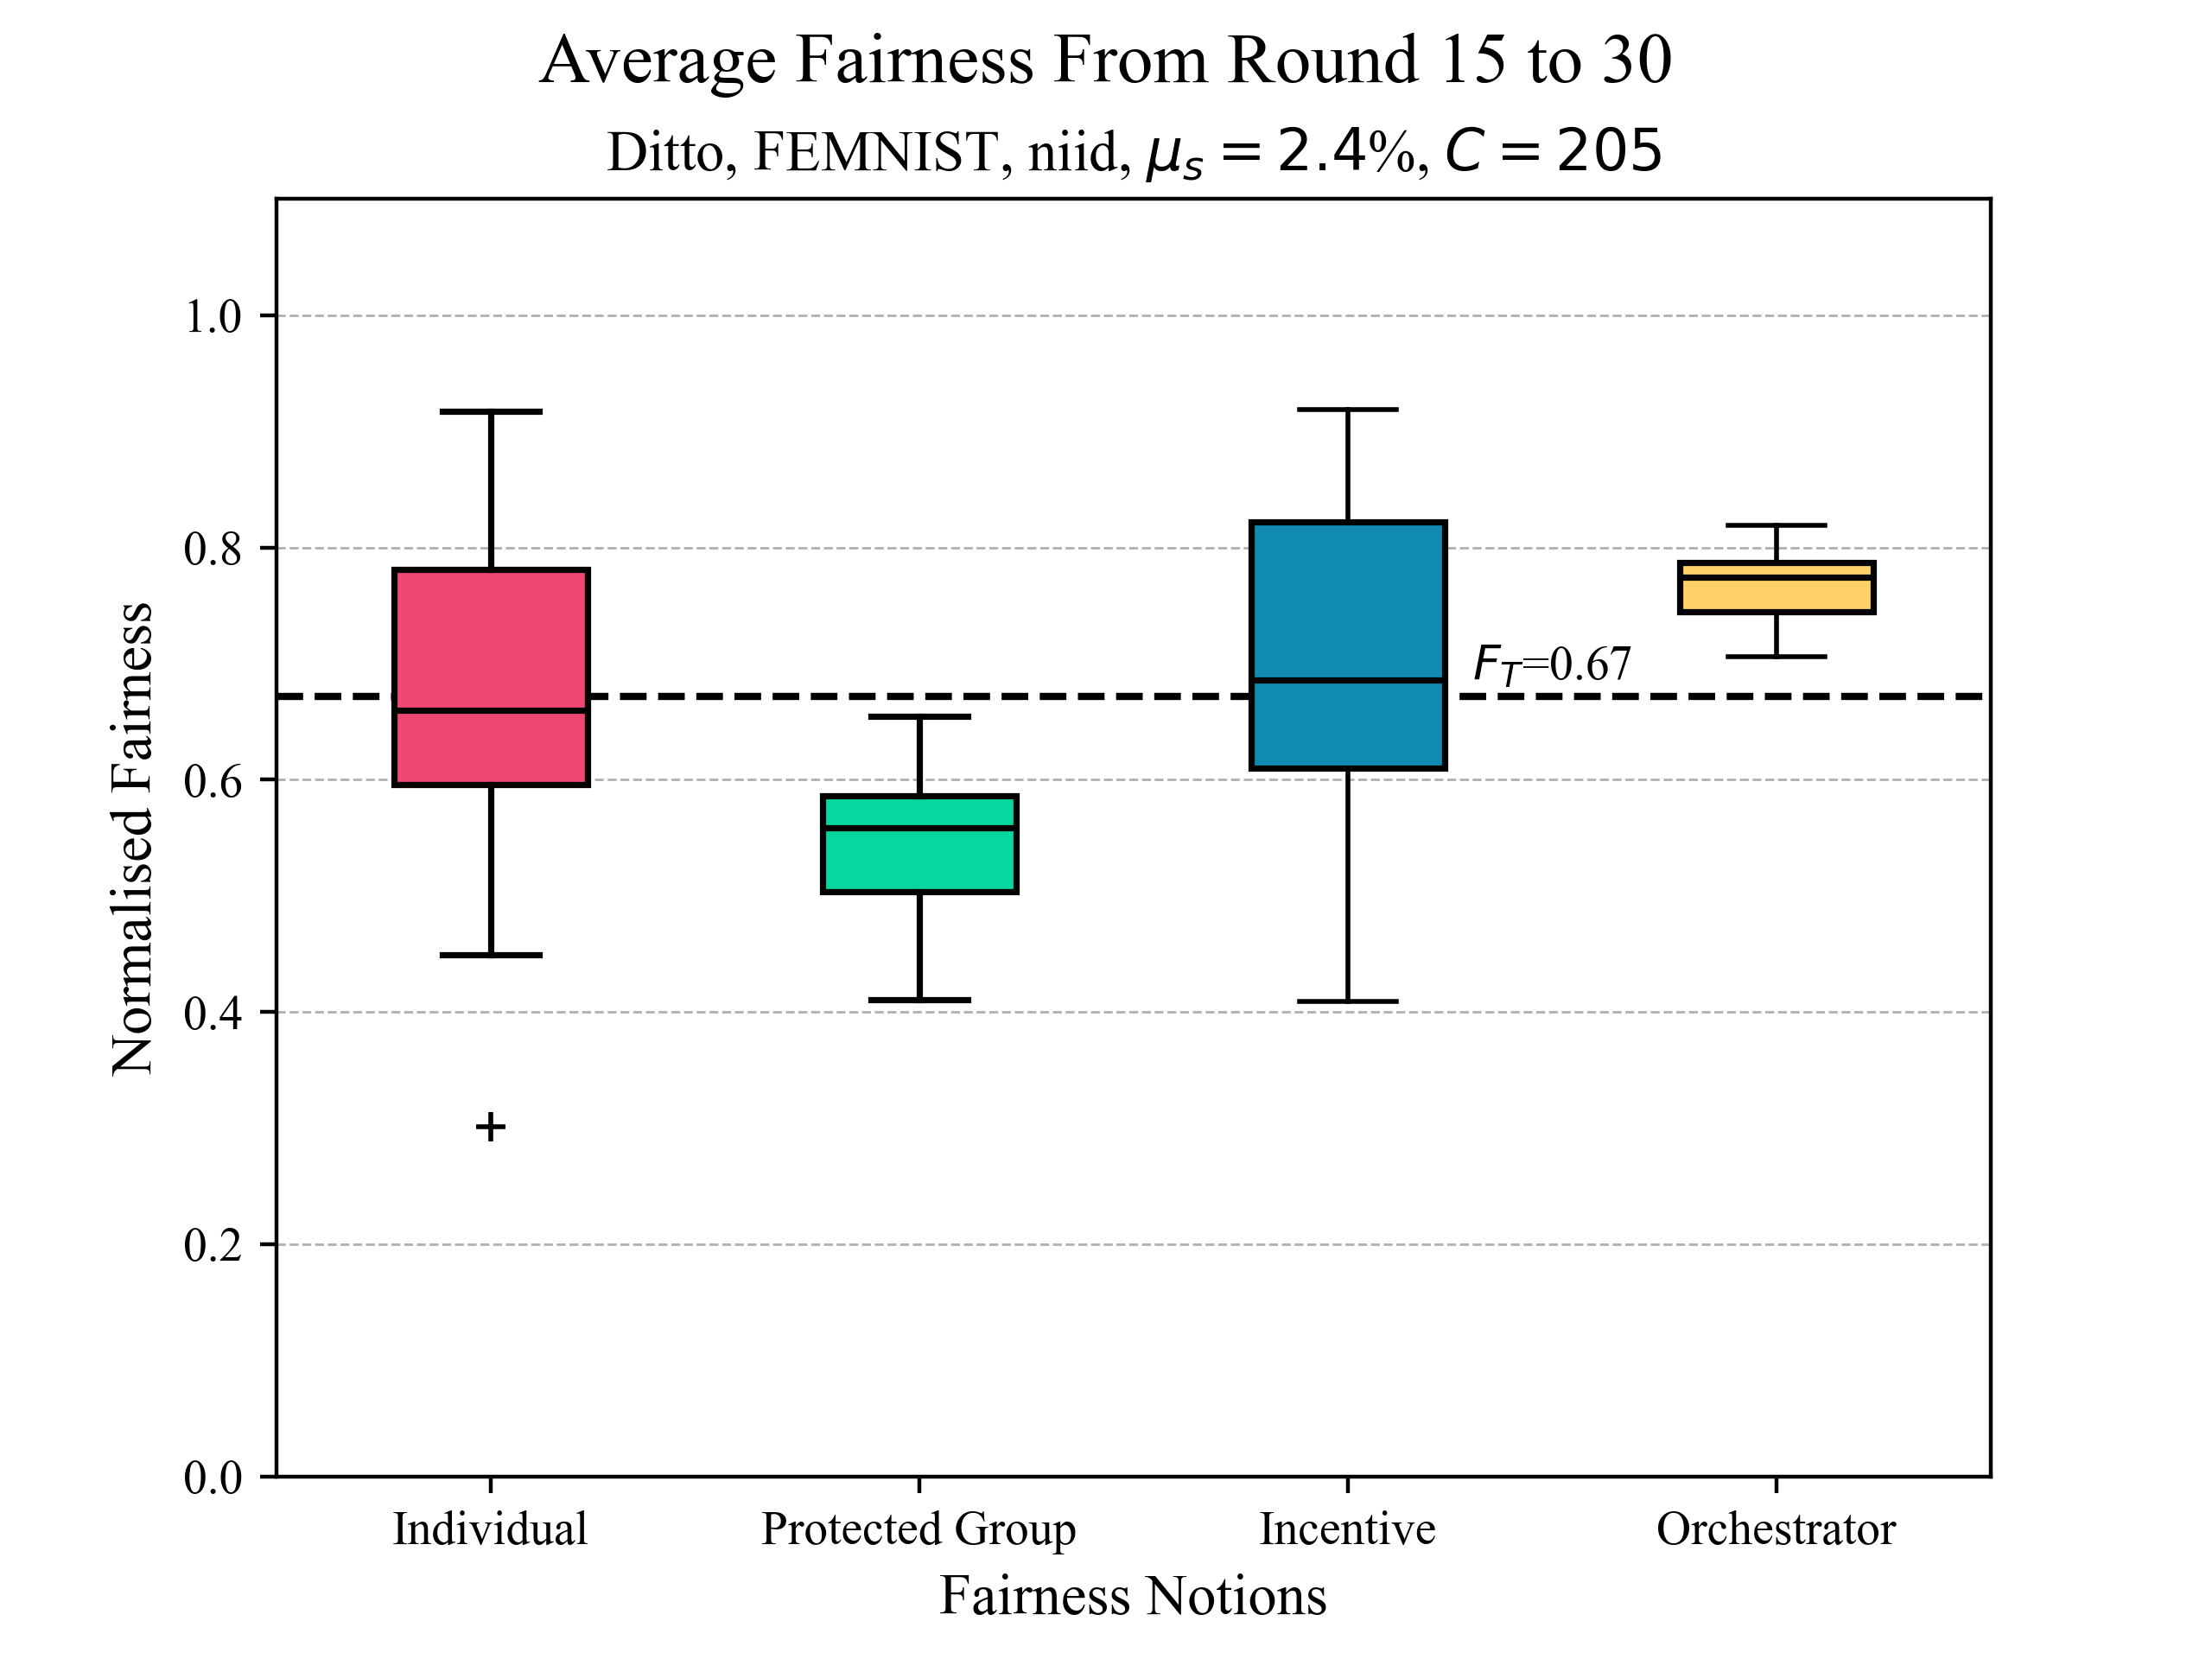 Average Fairness From Round 15 to 30
Ditto, FEMNIST, niid, μₛ = 2.4%, C = 205
Normalised Fairness
1.0
0.8
0.6
0.4
0.2
0.0
F_T=0.67
Individual
Protected Group
Incentive
Orchestrator
Fairness Notions